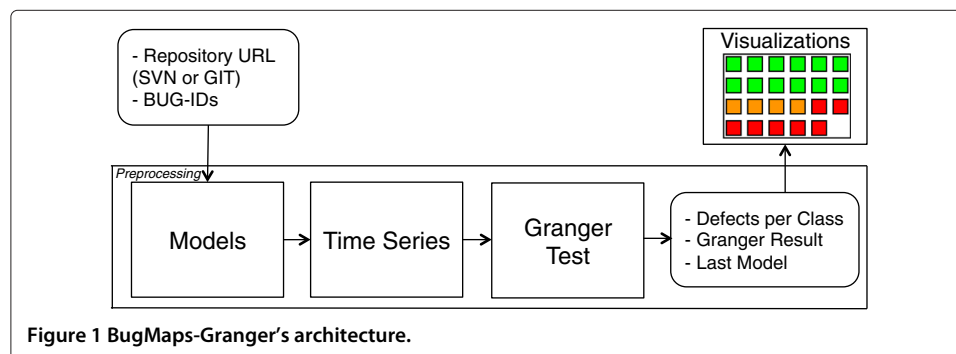 - Repository URL
(SVN or GIT)
- BUG-IDs
Visualizations
Preprocessing
Models
Time Series
Granger
Test
- Defects per Class
- Granger Result
- Last Model
Figure 1 BugMaps-Granger's architecture.